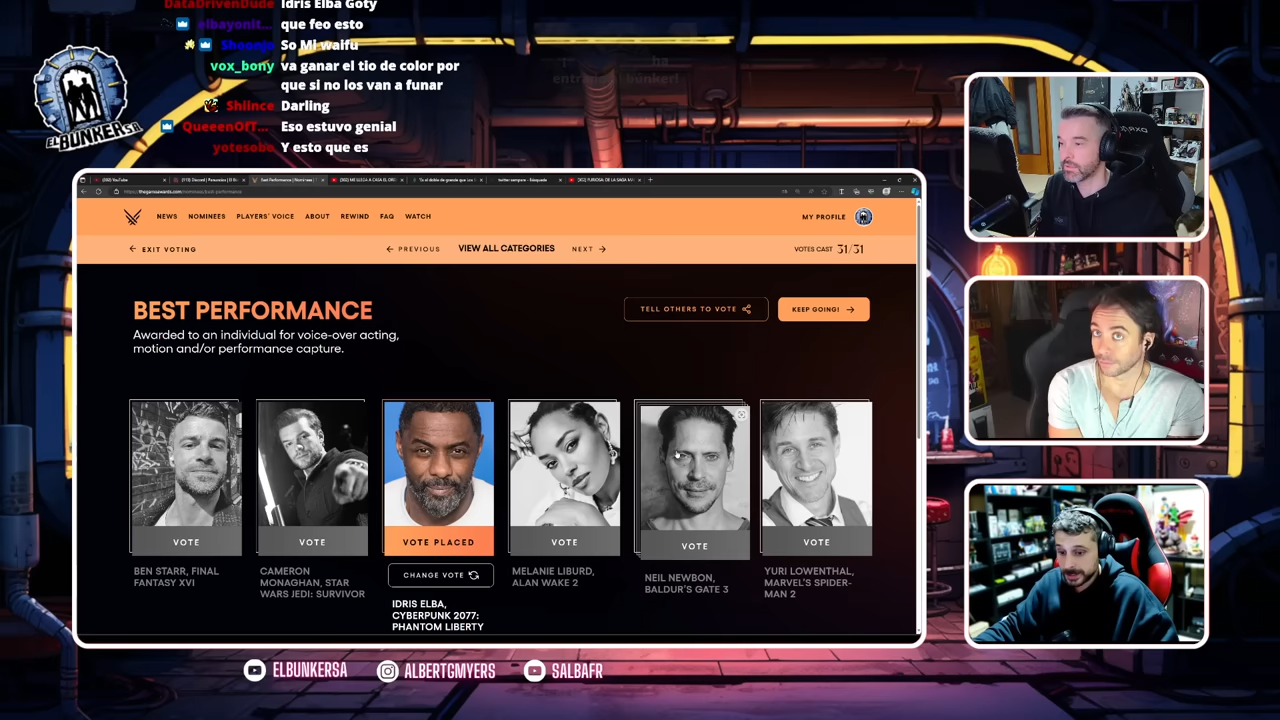 DataDrivenDude Idris Elba Goty
elbayonit... que feo esto
Shoonjo So Mi waifu
vox_bony va ganar el tio de color por
que si no los van a funar
Shiince Darling
QueeenOfT... Eso estuvo genial
yotesobo Y esto que es
ha
entrado al búnker!
ELBUNKERSA
NEWS NOMINEES PLAYERS' VOICE ABOUT REWIND FAQ WATCH
MY PROFILE
EXIT VOTING
PREVIOUS VIEW ALL CATEGORIES NEXT
VOTES CAST 31/31
BEST PERFORMANCE
Awarded to an individual for voice-over acting,
motion and/or performance capture.
TELL OTHERS TO VOTE
KEEP GOING!
VOTE
VOTE
VOTE PLACED
VOTE
VOTE
VOTE
CHANGE VOTE
BEN STARR, FINAL
FANTASY XVI
CAMERON
MONAGHAN, STAR
WARS JEDI: SURVIVOR
IDRIS ELBA,
CYBERPUNK 2077:
PHANTOM LIBERTY
MELANIE LIBURD,
ALAN WAKE 2
NEIL NEWBON,
BALDUR'S GATE 3
YURI LOWENTHAL,
MARVEL'S SPIDER-
MAN 2
ELBUNKERSA
ALBERTGMYERS
SALBAFR